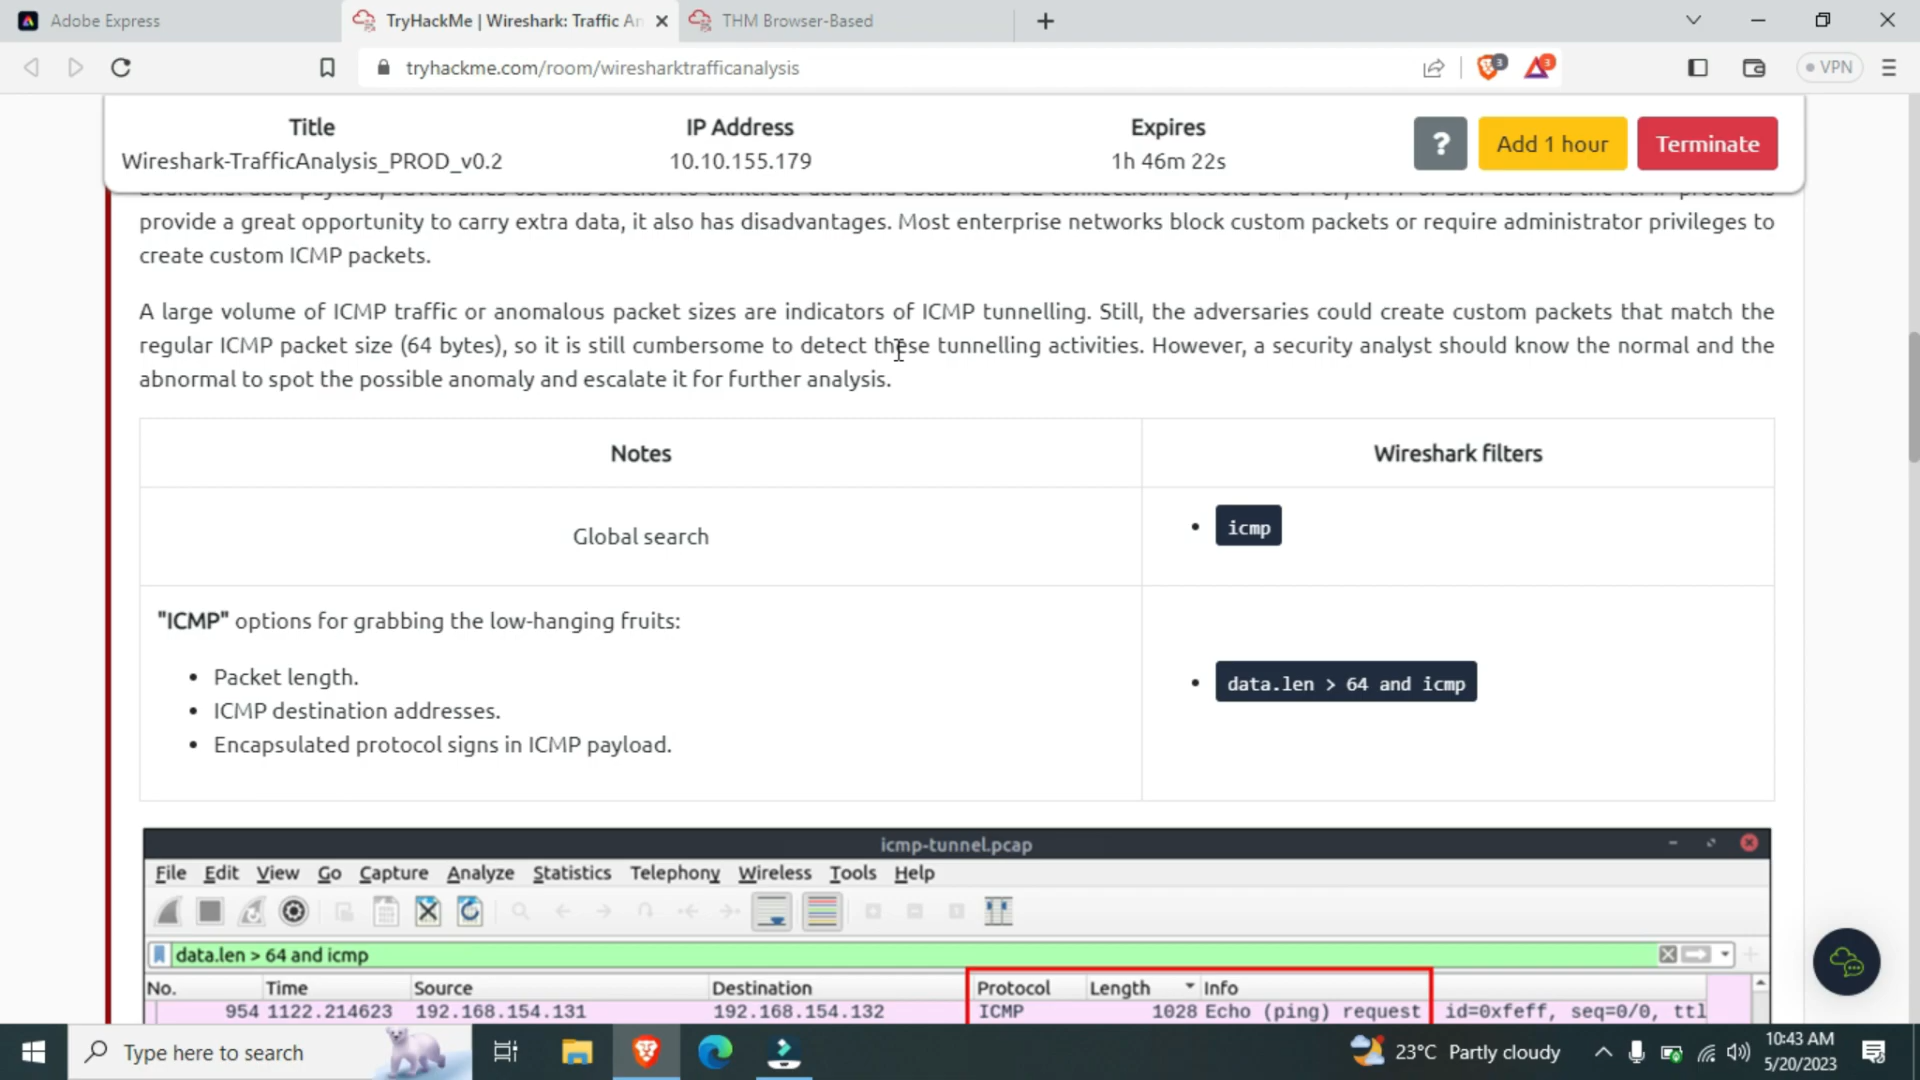 Adobe Express
TryHackMe | Wireshark: Traffic An
THM Browser-Based
tryhackme.com/room/wiresharktrafficanalysis
3
3
VPN
Title
IP Address
Expires
Wireshark-TrafficAnalysis_PROD_v0.2
10.10.155.179
1h 46m 22s
?
Add 1 hour
Terminate
provide a great opportunity to carry extra data, it also has disadvantages. Most enterprise networks block custom packets or require administrator privileges to
create custom ICMP packets.
A large volume of ICMP traffic or anomalous packet sizes are indicators of ICMP tunnelling. Still, the adversaries could create custom packets that match the
regular ICMP packet size (64 bytes), so it is still cumbersome to detect these tunnelling activities. However, a security analyst should know the normal and the
abnormal to spot the possible anomaly and escalate it for further analysis.
Notes
Wireshark filters
Global search
• icmp
"ICMP" options for grabbing the low-hanging fruits:
• Packet length.
• ICMP destination addresses.
• Encapsulated protocol signs in ICMP payload.
• data.len > 64 and icmp
icmp-tunnel.pcap
File Edit View Go Capture Analyze Statistics Telephony Wireless Tools Help
data.len > 64 and icmp
No. Time Source Destination Protocol Length Info
954 1122.214623 192.168.154.131 192.168.154.132 ICMP 1028 Echo (ping) request id=0xfeff, seq=0/0, ttl
Type here to search
23°C Partly cloudy
10:43 AM
5/20/2023